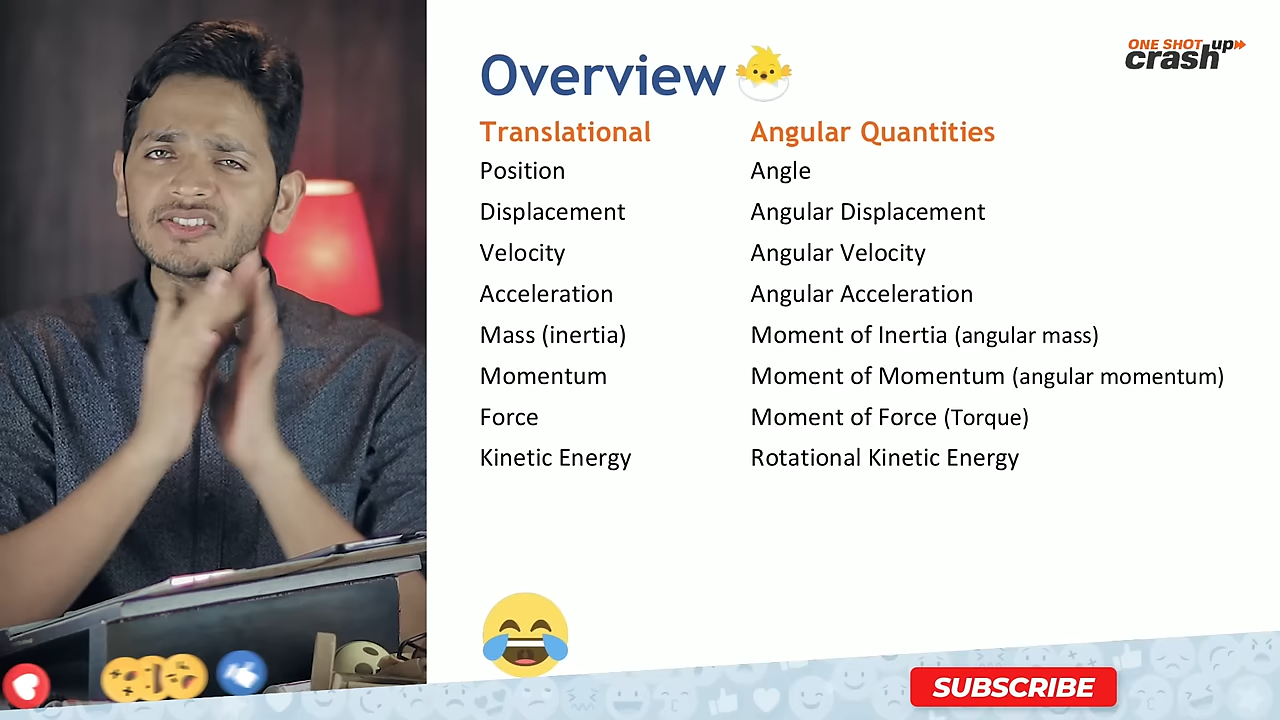 Overview
ONE SHOT
crash up
Translational Angular Quantities
Position Angle
Displacement Angular Displacement
Velocity Angular Velocity
Acceleration Angular Acceleration
Mass (inertia) Moment of Inertia (angular mass)
Momentum Moment of Momentum (angular momentum)
Force Moment of Force (Torque)
Kinetic Energy Rotational Kinetic Energy
SUBSCRIBE